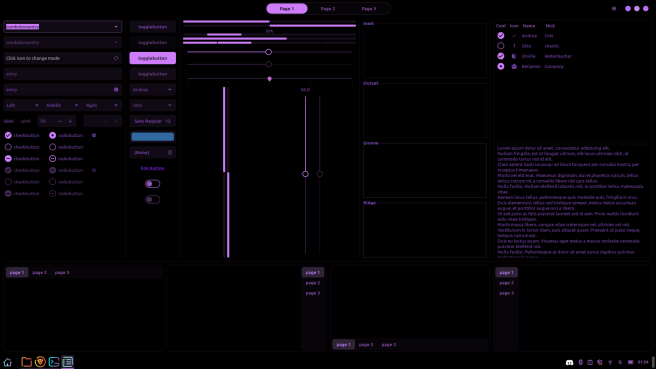 Page 1 Page 2 Page 3
comboboxentry
comboboxentry
Click icon to change mode
entry
entry
Left Middle Right
label label 50
checkbutton radiobutton
checkbutton radiobutton
checkbutton radiobutton
checkbutton radiobutton
checkbutton radiobutton
checkbutton radiobutton
togglebutton
togglebutton
togglebutton
togglebutton
Andrea
Otto
Sans Regular 12
(None)
link button
50%
50.0
Outset
Groove
Ridge
Cool Icon Name Nick
Andrea Cimi
Otto chaotic
Orville Redenbacher
Benjamin Company
Lorem ipsum dolor sit amet, consectetur adipiscing elit.
Nullam fringilla, est ut feugiat ultrices, elit lacus ultricies nibh, id
commodo tortor nisi id elit.
Class aptent taciti sociosqu ad litora torquent per conubia nostra, per
inceptos himenaeos.
Morbi vel elit erat. Maecenas dignissim, dui et pharetra rutrum, tellus
lectus rutrum mi, a convallis libero nisi quis tellus.
Nulla facilisi. Nullam eleifend lobortis nisl, in porttitor tellus malesuada
vitae.
Aenean lacus tellus, pellentesque quis molestie quis, fringilla in arcu.
Duis elementum, tellus sed tristique semper, metus metus accumsan
augue, et porttitor augue orci a libero.
Ut sed justo ac felis placerat laoreet sed id sem. Proin mattis tincidunt
odio vitae tristique.
Morbi massa libero, congue vitae scelerisque vel, ultricies vel nisl.
Vestibulum in tortor diam, quis aliquet quam. Praesent ut justo neque,
tempus rutrum est.
Duis eu lectus quam. Vivamus eget metus a mauris molestie venenatis
pulvinar eleifend nisi.
Nulla facilisi. Pellentesque at dolor sit amet purus dapibus pulvinar
page 1 page 2 page 3
page 1
page 2
page 3
page 1 page 2 page 3
page 1
page 2
page 3